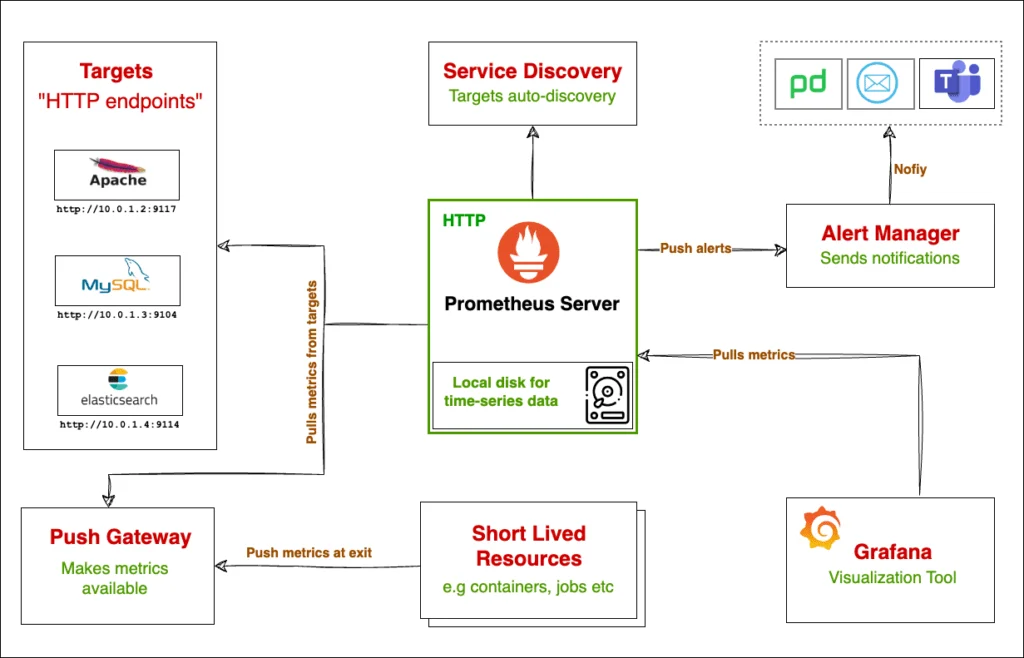 Targets
"HTTP endpoints"
Apache
http://10.0.1.2:9117
MySQL
http://10.0.1.3:9104
elasticsearch
http://10.0.1.4:9114
Service Discovery
Targets auto-discovery
pd
T
Nofiy
HTTP
Prometheus Server
Local disk for
time-series data
Push alerts
Alert Manager
Sends notifications
Pulls metrics from targets
Pulls metrics
Push Gateway
Makes metrics
available
Push metrics at exit
Short Lived
Resources
e.g containers, jobs etc
Grafana
Visualization Tool